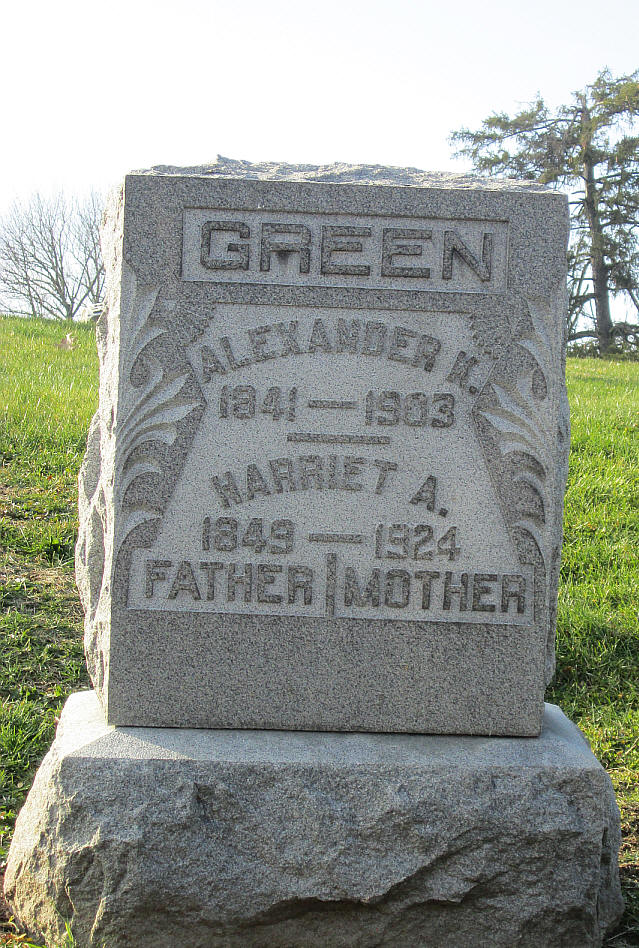 GREEN
ALEXANDER K.
1841 — 1903
HARRIET A.
1849 — 1924
FATHER | MOTHER